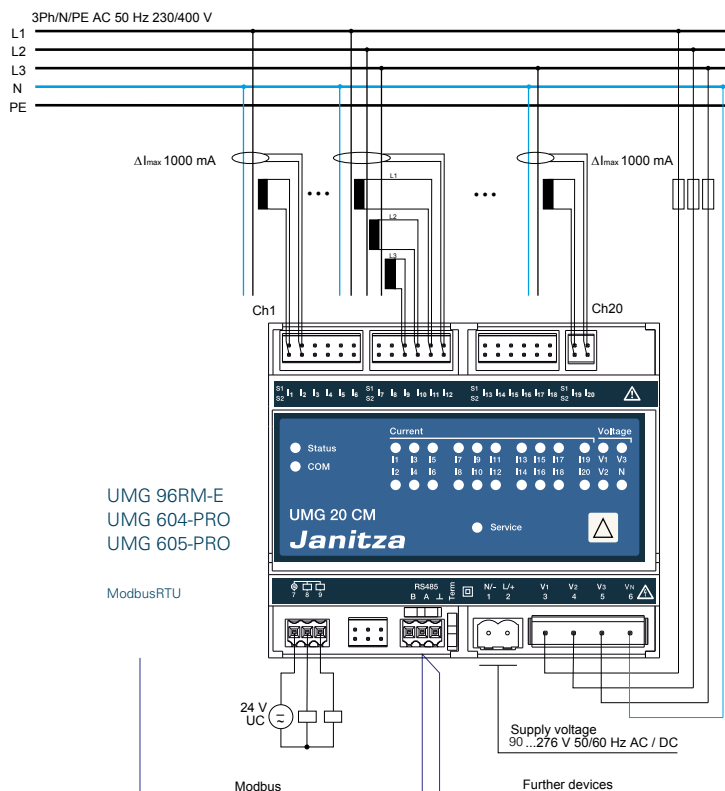 3Ph/N/PE AC 50 Hz 230/400 V
L1
L2
L3
N
PE
ΔImax 1000 mA
ΔImax 1000 mA
L1
L2
L3
Ch1
Ch20
S1 S2 I1 I2 I3 I4 I5 I6 S1 S2 I7 I8 I9 I10 I11 I12 S1 S2 I13 I14 I15 I16 I17 I18 S1 S2 I19 I20
Current Voltage
Status
COM
I1 I3 I5 I7 I9 I11 I13 I15 I17 I19 V1 V3
I2 I4 I6 I8 I10 I12 I14 I16 I18 I20 V2 N
UMG 20 CM
Janitza
Service
UMG 96RM-E
UMG 604-PRO
UMG 605-PRO
ModbusRTU
7 8 9
RS485
B A ⊥
Term
N/- L/+ V1 V2 V3 VN
1 2 3 4 5 6
24 V
UC
Supply voltage
90 ...276 V 50/60 Hz AC / DC
Modbus
Further devices